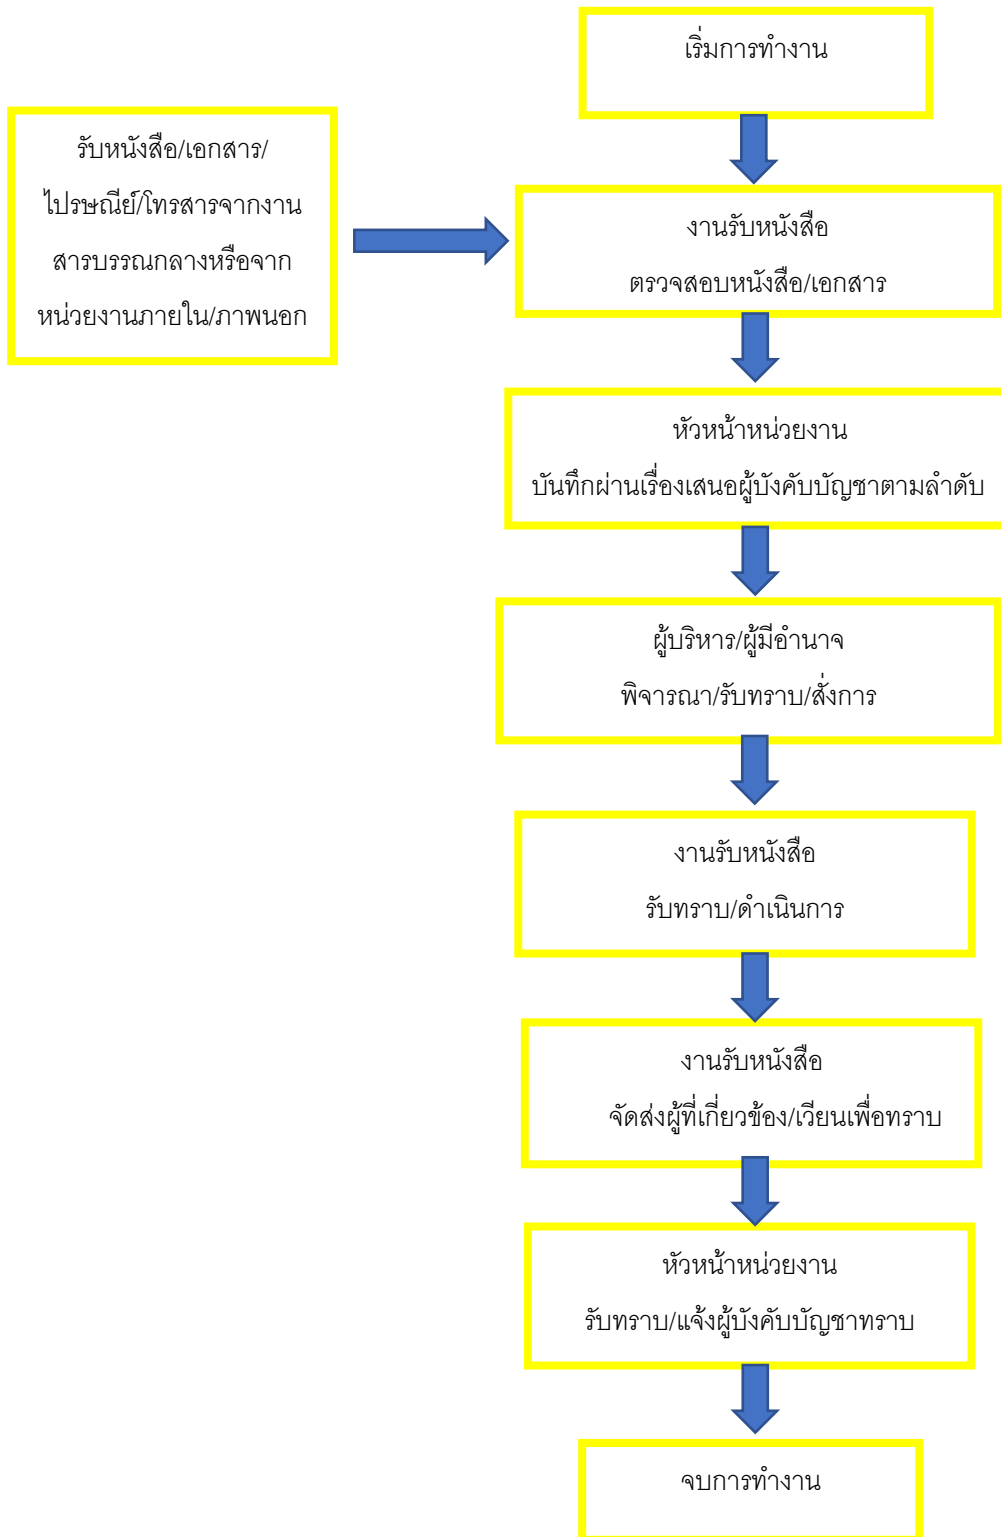 เริ่มการทำงาน
รับหนังสือ/เอกสาร/
ไปรษณีย์/โทรสารจากงาน
สารบรรณกลางหรือจาก
หน่วยงานภายใน/ภาพนอก
งานรับหนังสือ
ตรวจสอบหนังสือ/เอกสาร
หัวหน้าหน่วยงาน
บันทึกผ่านเรื่องเสนอผู้บังคับบัญชาตามลำดับ
ผู้บริหาร/ผู้มีอำนาจ
พิจารณา/รับทราบ/สั่งการ
งานรับหนังสือ
รับทราบ/ดำเนินการ
งานรับหนังสือ
จัดส่งผู้ที่เกี่ยวข้อง/เวียนเพื่อทราบ
หัวหน้าหน่วยงาน
รับทราบ/แจ้งผู้บังคับบัญชาทราบ
จบการทำงาน